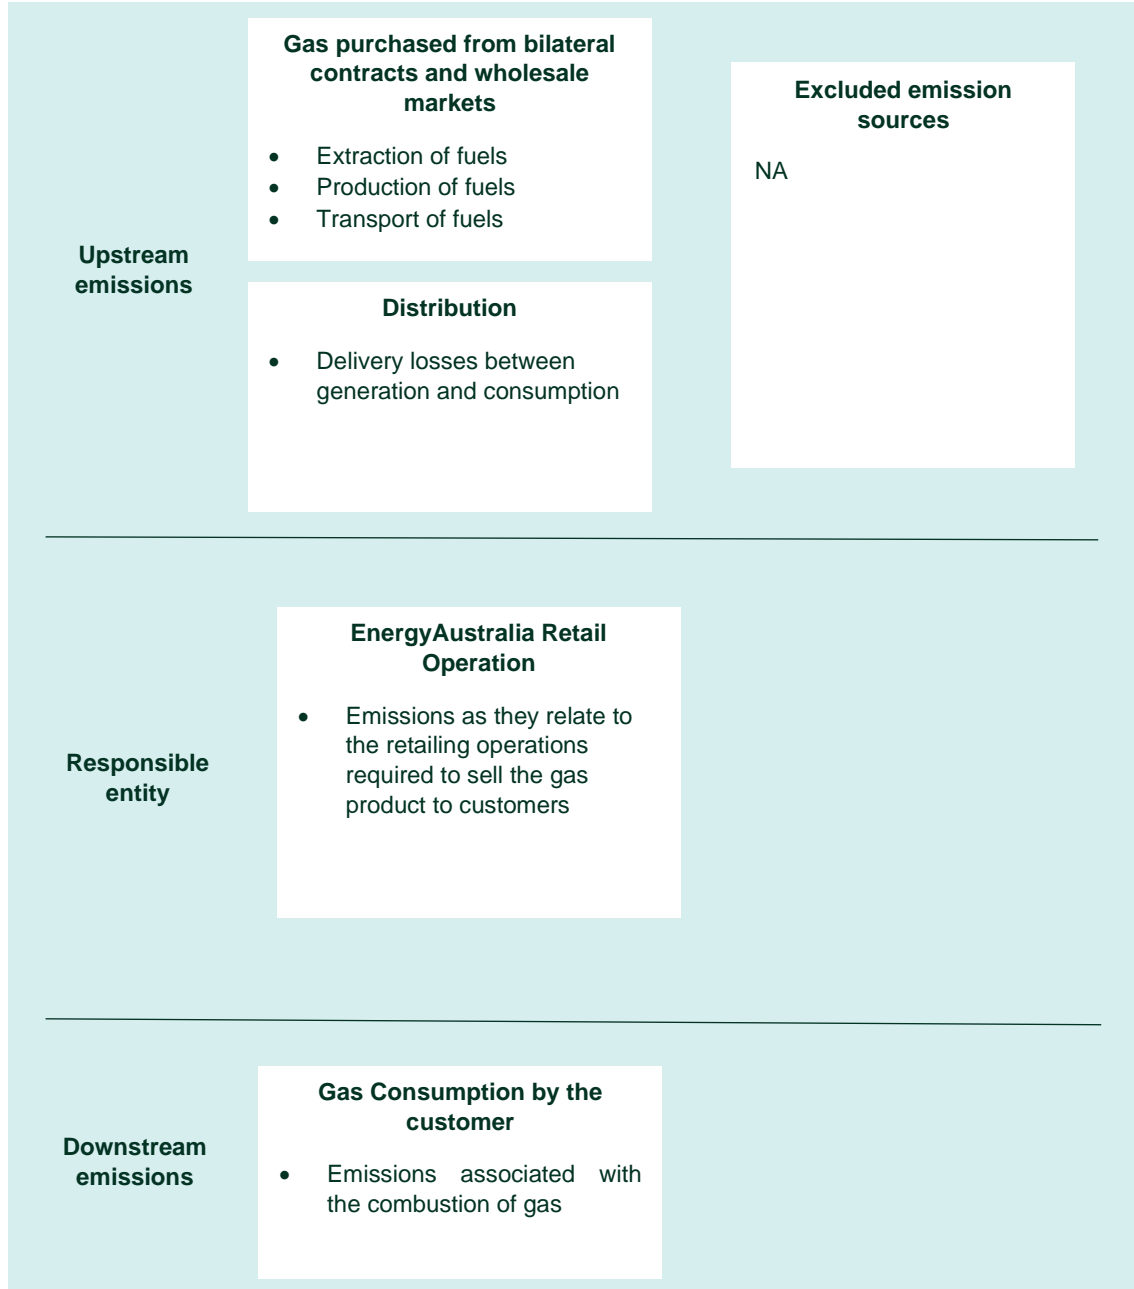 Gas purchased from bilateral
contracts and wholesale
markets
• Extraction of fuels
• Production of fuels
• Transport of fuels
Excluded emission
sources
NA
Upstream
emissions
Distribution
• Delivery losses between
generation and consumption
EnergyAustralia Retail
Operation
• Emissions as they relate to
the retailing operations
required to sell the gas
product to customers
Responsible
entity
Gas Consumption by the
customer
• Emissions associated with
the combustion of gas
Downstream
emissions